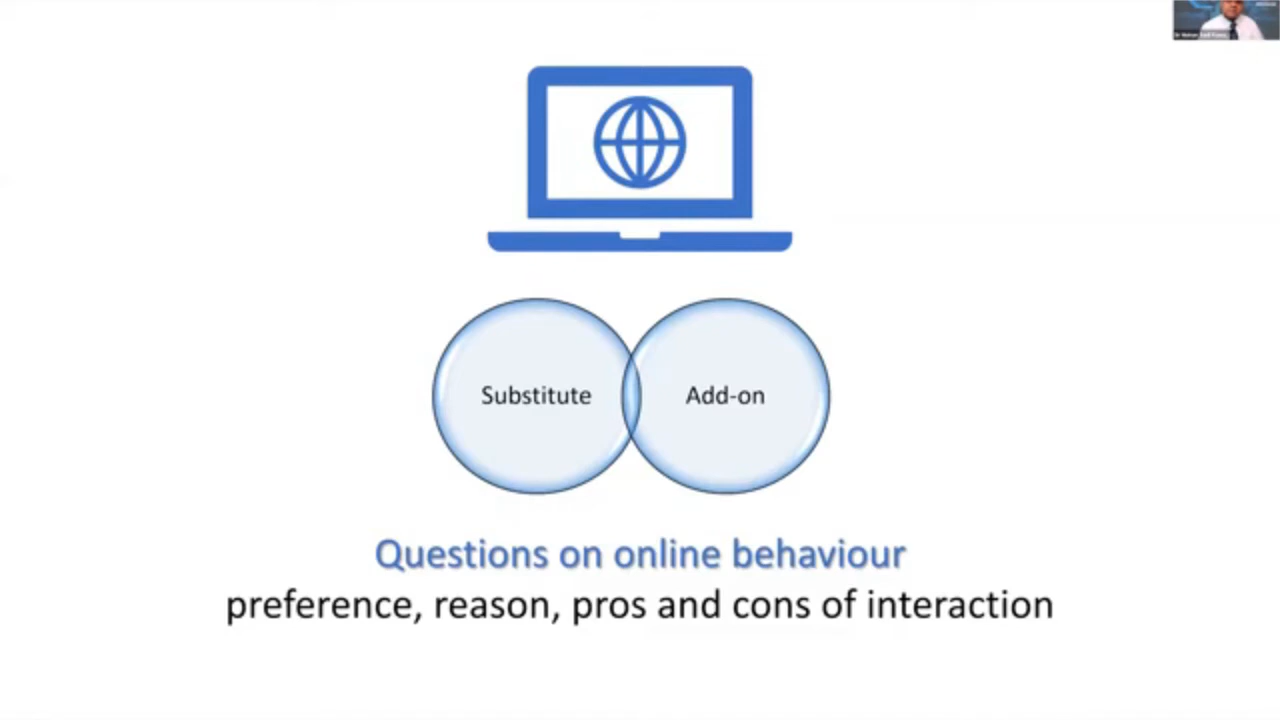 Substitute
Add-on
Questions on online behaviour
preference, reason, pros and cons of interaction